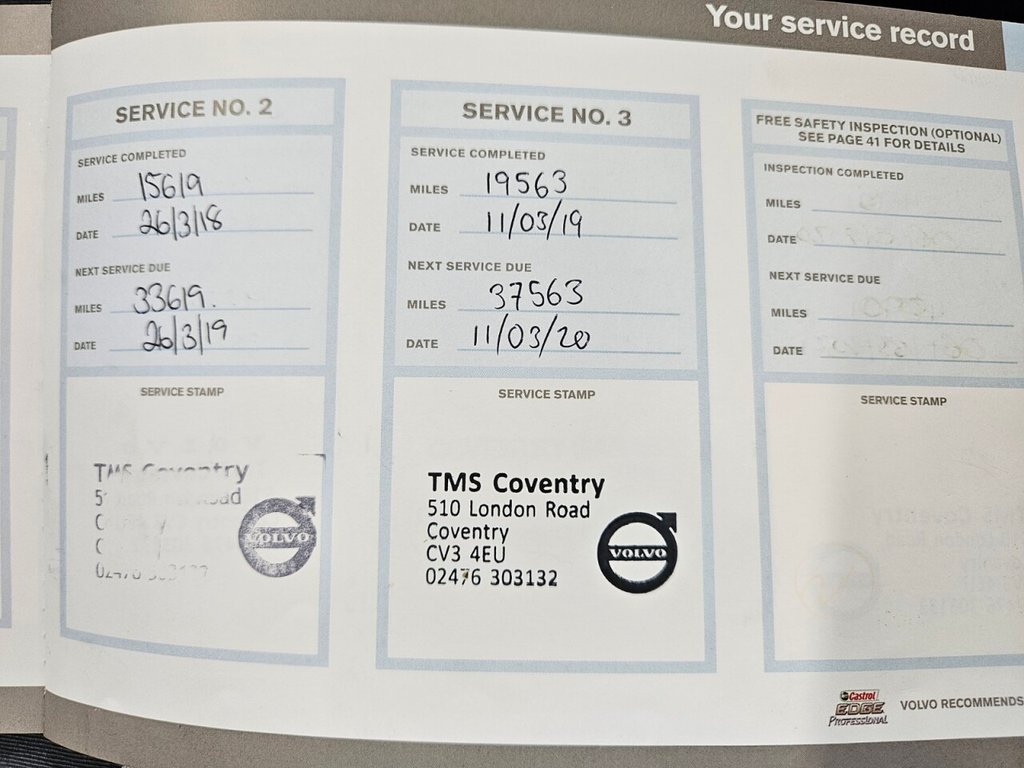 Your service record
SERVICE NO. 2
SERVICE COMPLETED
MILES 15619
DATE 26/3/18
NEXT SERVICE DUE
MILES 33619.
DATE 26/3/19
SERVICE STAMP
TMS Coventry
VOLVO
SERVICE NO. 3
SERVICE COMPLETED
MILES 19563
DATE 11/03/19
NEXT SERVICE DUE
MILES 37563
DATE 11/03/20
SERVICE STAMP
TMS Coventry
510 London Road
Coventry
CV3 4EU
02476 303132
VOLVO
FREE SAFETY INSPECTION (OPTIONAL)
SEE PAGE 41 FOR DETAILS
INSPECTION COMPLETED
MILES
DATE
NEXT SERVICE DUE
MILES
DATE
SERVICE STAMP
Castrol
EDGE
PROFESSIONAL
VOLVO RECOMMENDS